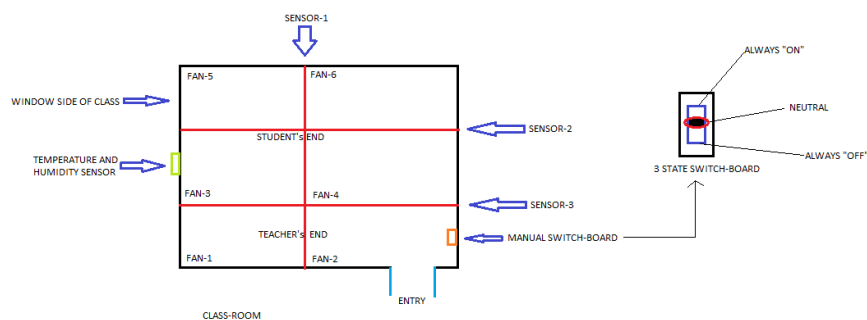 SENSOR-1
FAN-5
FAN-6
ALWAYS "ON"
WINDOW SIDE OF CLASS
NEUTRAL
STUDENT's END
SENSOR-2
TEMPERATURE AND
HUMIDITY SENSOR
ALWAYS "OFF"
3 STATE SWITCH-BOARD
FAN-3
FAN-4
SENSOR-3
TEACHER's END
MANUAL SWITCH-BOARD
FAN-1
FAN-2
ENTRY
CLASS-ROOM